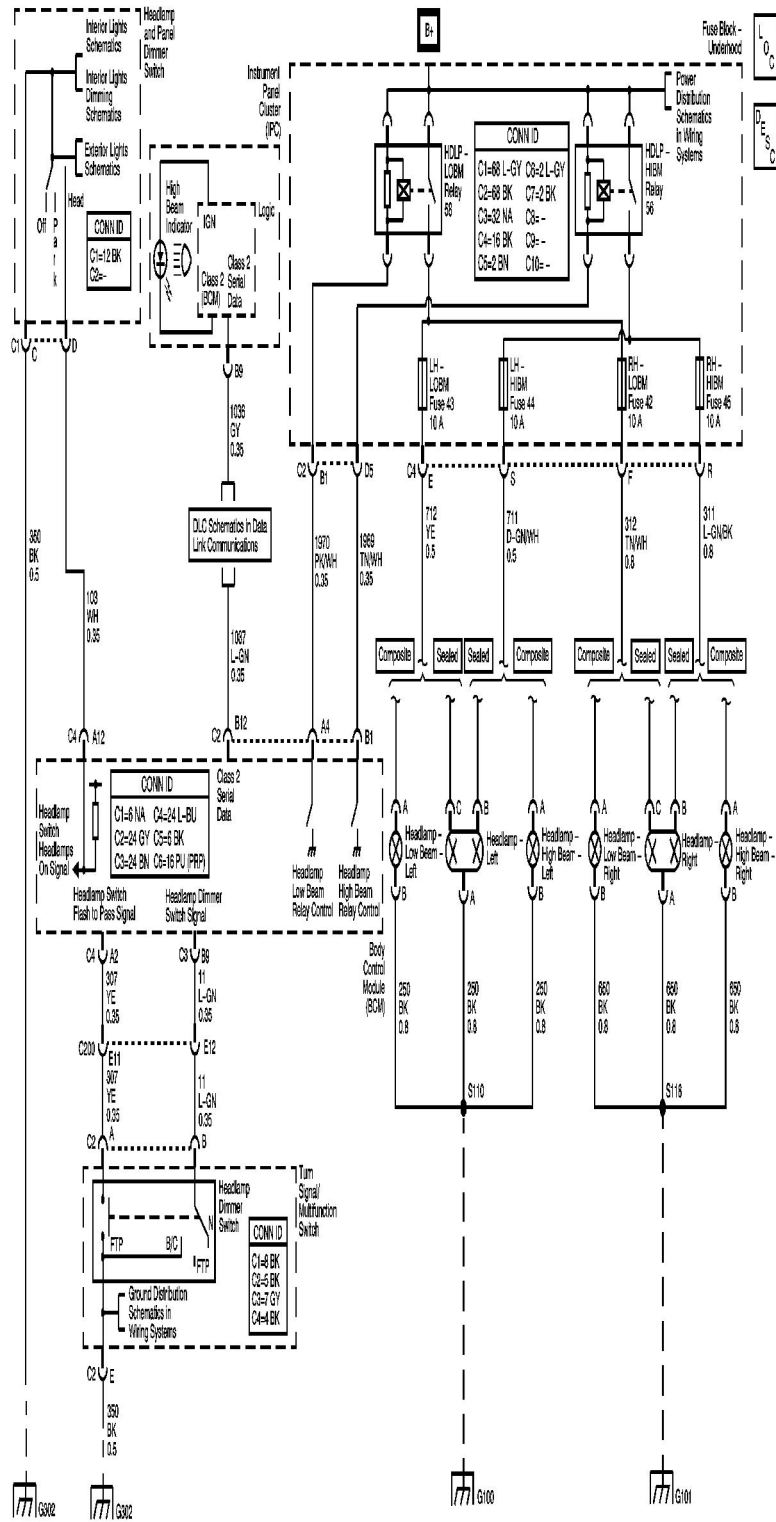 Headlamp
and Panel
Dimmer
Switch
Interior Lights
Schematics
Interior Lights
Dimming
Schematics
Exterior Lights
Schematics
Head
Off
Park
CONN ID
C1=12 BK
C2=–
C1
C
D
Instrument
Panel
Cluster
(IPC)
High
Beam
Indicator
IGN
Logic
Class 2
(BCM)
Class 2
Serial
Data
B9
1036
GY
0.35
DLC Schematics in Data
Link Communications
1037
L-GN
0.35
C2
B12
B+
Fuse Block –
Underhood
LOC
DESC
Power
Distribution
Schematics
in Wiring
Systems
HDLP –
LOBM
Relay
58
CONN ID
C1=68 L-GY C6=2 L-GY
C2=68 BK C7=2 BK
C3=32 NA C8= –
C4=16 BK C9= –
C5=2 BN C10= –
HDLP –
HIBM
Relay
56
LH –
LOBM
Fuse 43
10 A
LH –
HIBM
Fuse 44
10 A
RH –
LOBM
Fuse 42
10 A
RH –
HIBM
Fuse 45
10 A
C2
B1
D5
C4
E
S
F
R
380
BK
0.5
103
WH
0.35
1970
PK/WH
0.35
1969
TN/WH
0.35
712
YE
0.5
711
D-GN/WH
0.5
312
TN/WH
0.8
311
L-GN/BK
0.8
Composite
Sealed
Sealed
Composite
Composite
Sealed
Sealed
Composite
C4
A12
A4
B1
Headlamp
Switch
Headlamps
On Signal
CONN ID
C1=6 NA C4=24 L-BU
C2=24 GY C5=6 BK
C3=24 BN C6=16 PU (PRP)
Class 2
Serial
Data
Headlamp Switch
Flash to Pass Signal
Headlamp Dimmer
Switch Signal
Headlamp
Low Beam
Relay Control
Headlamp
High Beam
Relay Control
Body
Control
Module
(BCM)
A
C
B
A
A
C
B
A
Headlamp –
Low Beam –
Left
Headlamp –
Left
Headlamp –
High Beam –
Left
Headlamp –
Low Beam –
Right
Headlamp –
Right
Headlamp –
High Beam –
Right
B
A
B
B
A
B
250
BK
0.8
250
BK
0.8
250
BK
0.8
650
BK
0.8
650
BK
0.8
650
BK
0.8
S110
S116
C4
A2
C3
B9
307
YE
0.35
11
L-GN
0.35
C200
E11
E12
307
YE
0.35
11
L-GN
0.35
C2
A
B
Turn
Signal/
Multifunction
Switch
Headlamp
Dimmer
Switch
N
FTP
B/C
FTP
CONN ID
C1=8 BK
C2=5 BK
C3=7 GY
C4=4 BK
Ground Distribution
Schematics in
Wiring Systems
C2
E
350
BK
0.5
G302
G302
G100
G101